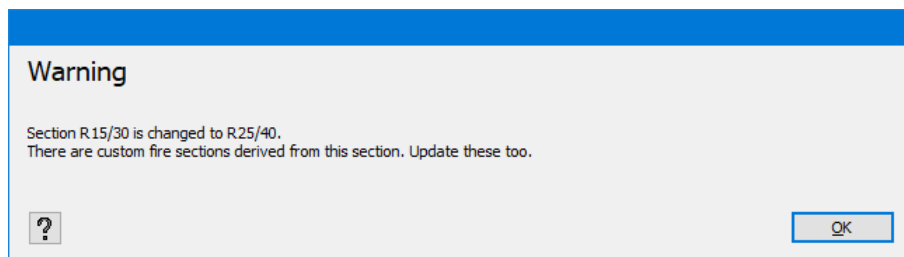 Warning
Section R15/30 is changed to R25/40.
There are custom fire sections derived from this section. Update these too.
?
OK